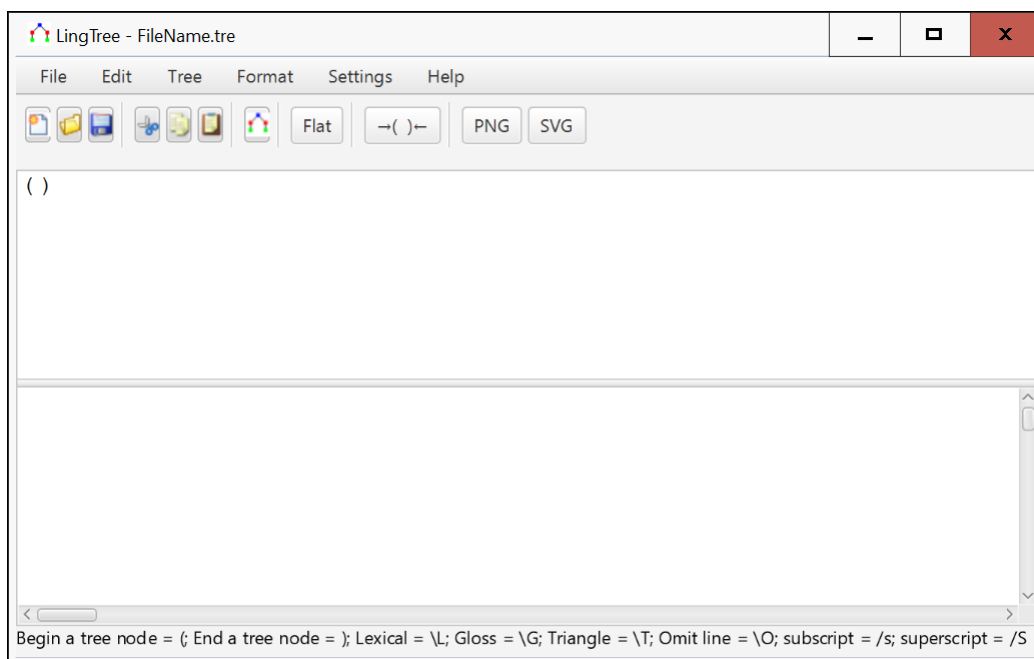 LingTree - FileName.tre
File Edit Tree Format Settings Help
Flat →( )← PNG SVG
( )
Begin a tree node = (; End a tree node = ); Lexical = \L; Gloss = \G; Triangle = \T; Omit line = \O; subscript = /s; superscript = /S